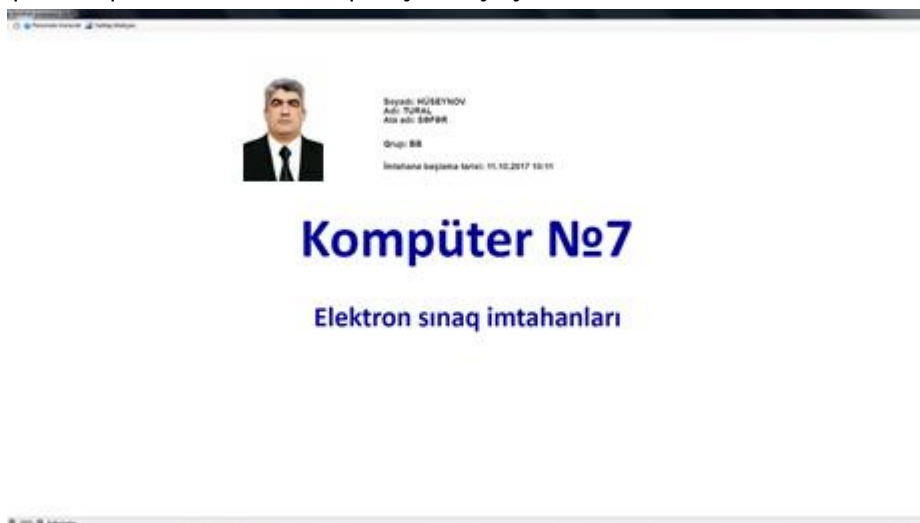 Soyadı: HÜSEYNOV
Adı: TURAL
Ata adı: SƏFƏR
Qrup: BB
İmtahana başlama tarixi: 11.10.2017 10:11
Kompüter №7
Elektron sınaq imtahanları